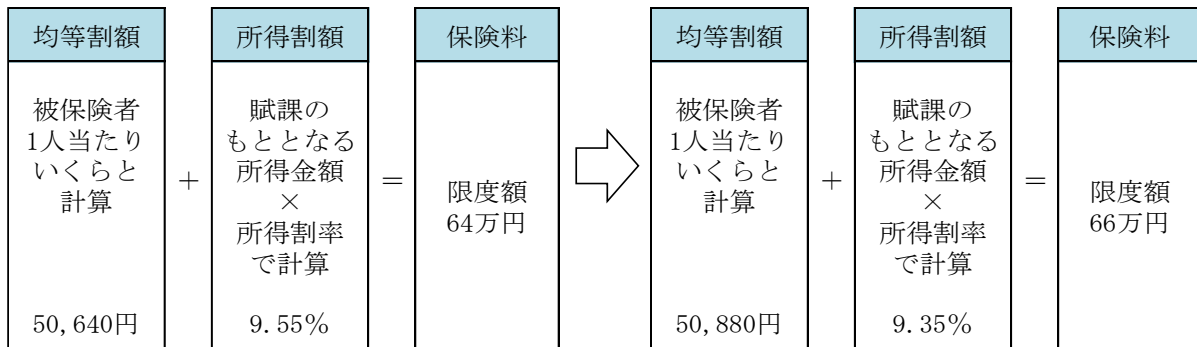 均等割額
被保険者
1人当たり
いくらと
計算
50,640円
+
所得割額
賦課の
もととなる
所得金額
×
所得割率
で計算
9.55%
=
保険料
限度額
64万円
均等割額
被保険者
1人当たり
いくらと
計算
50,880円
+
所得割額
賦課の
もととなる
所得金額
×
所得割率
で計算
9.35%
=
保険料
限度額
66万円